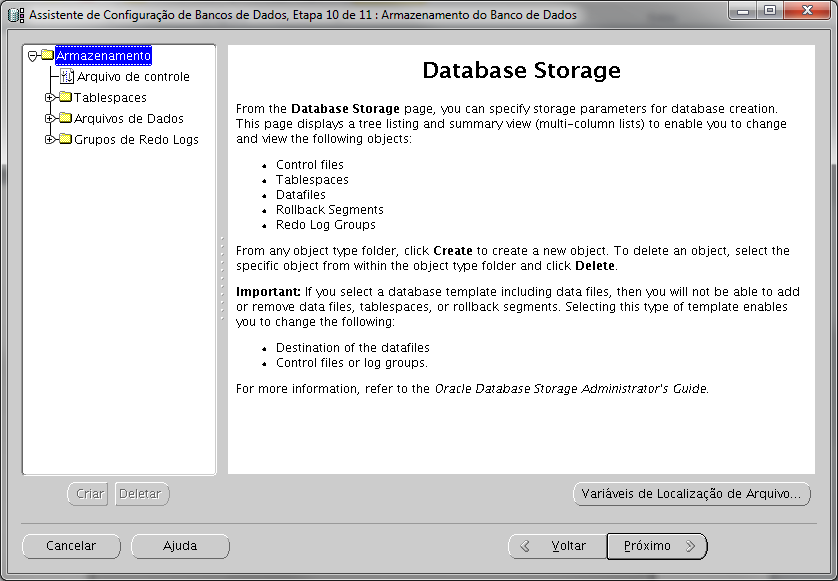 Assistente de Configuração de Bancos de Dados, Etapa 10 de 11 : Armazenamento do Banco de Dados
Armazenamento
Arquivo de controle
Tablespaces
Arquivos de Dados
Grupos de Redo Logs
Database Storage
From the Database Storage page, you can specify storage parameters for database creation.
This page displays a tree listing and summary view (multi-column lists) to enable you to change
and view the following objects:
• Control files
• Tablespaces
• Datafiles
• Rollback Segments
• Redo Log Groups
From any object type folder, click Create to create a new object. To delete an object, select the
specific object from within the object type folder and click Delete.
Important: If you select a database template including data files, then you will not be able to add
or remove data files, tablespaces, or rollback segments. Selecting this type of template enables
you to change the following:
• Destination of the datafiles
• Control files or log groups.
For more information, refer to the Oracle Database Storage Administrator's Guide.
Criar
Deletar
Variáveis de Localização de Arquivo...
Cancelar
Ajuda
Voltar
Próximo